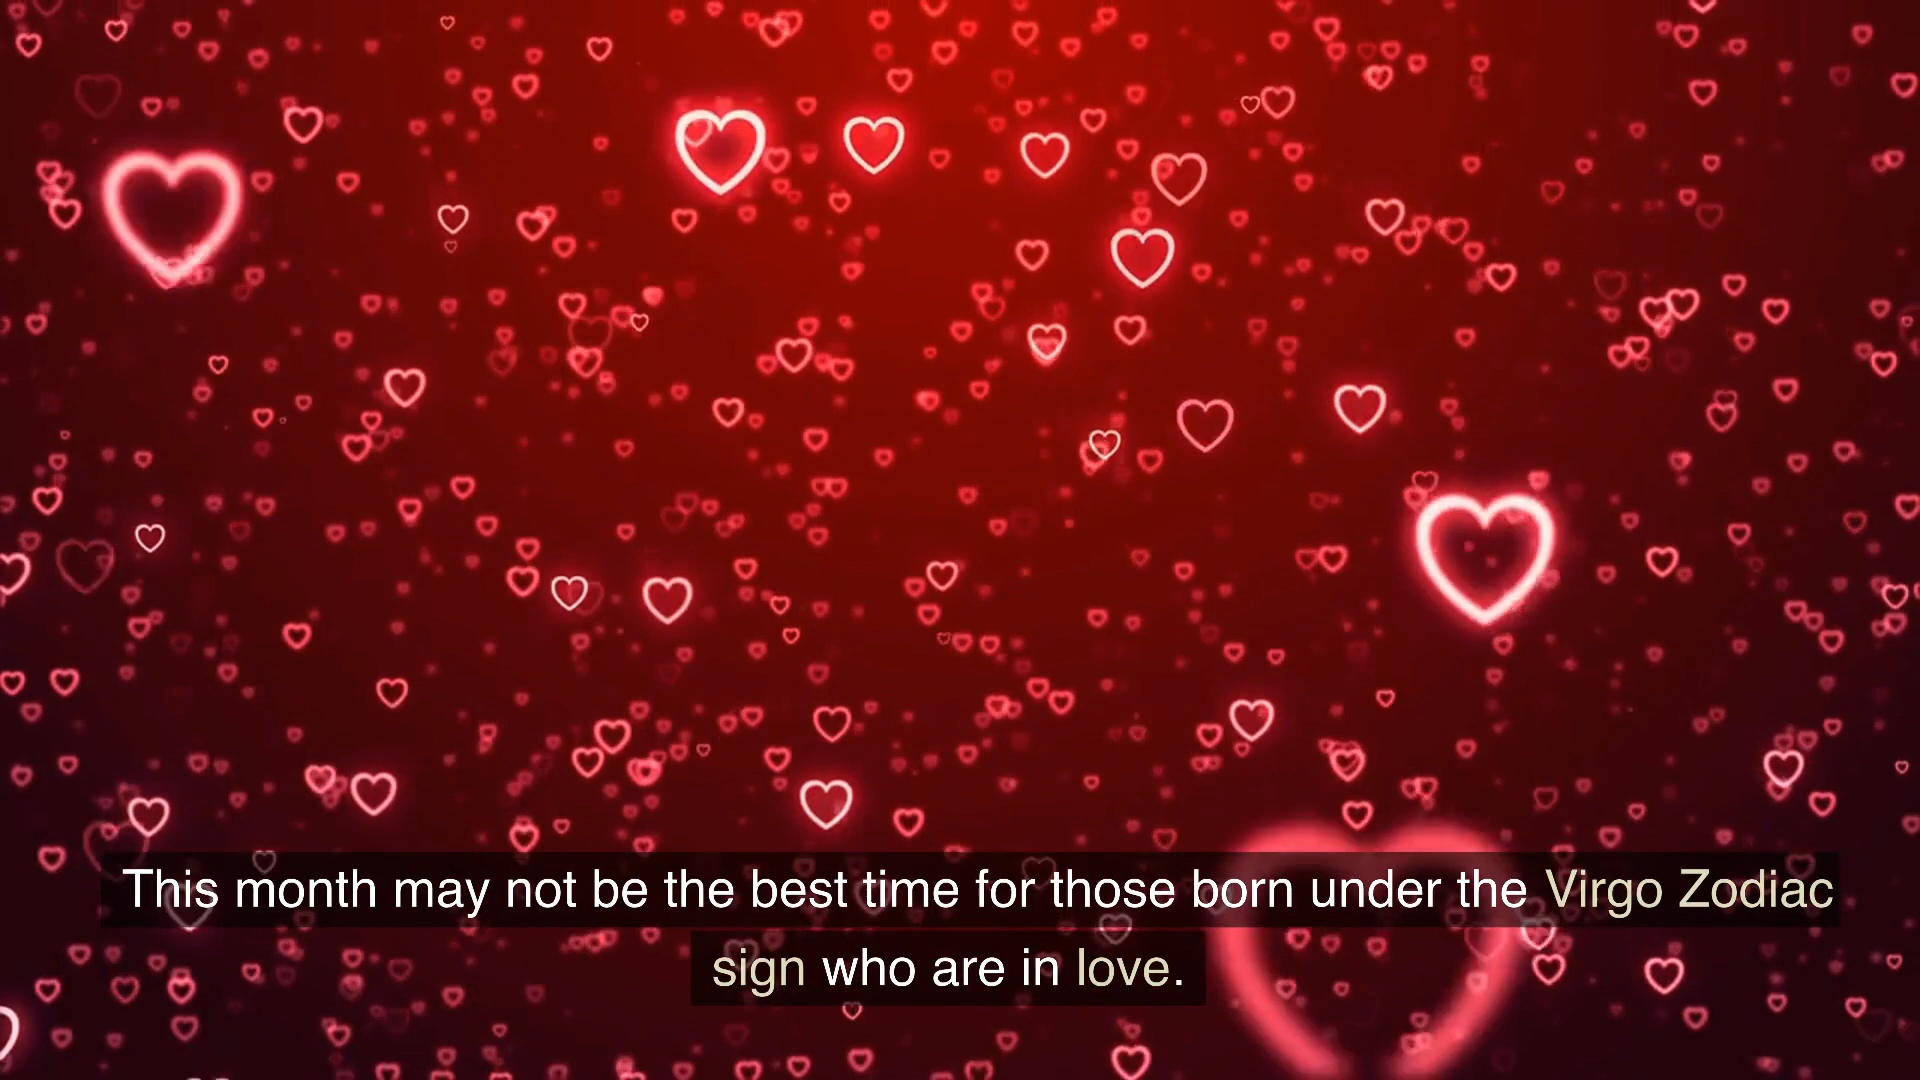 This month may not be the best time for those born under the Virgo Zodiac
sign who are in love.